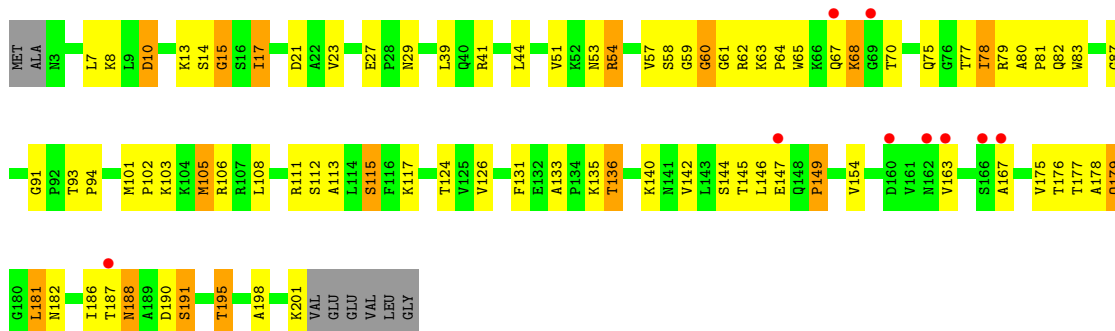 MET ALA N3 L7 K8 L9 D10 K13 S14 G15 S16 I17 D21 A22 V23 E27 P28 N29 L39 Q40 R41 L44 V51 K52 N53 R54 V57 S58 G59 G60 G61 R62 K63 P64 W65 K66 Q67 K68 G69 T70 Q75 G76 T77 I78 R79 A80 P81 Q82 W83
G91 P92 T93 P94 M101 P102 K103 K104 M105 R106 R107 L108 R111 S112 A113 L114 S115 F116 K117 T124 V125 V126 F131 E132 A133 P134 K135 T136 K140 N141 V142 L143 S144 T145 L146 E147 Q148 P149 V154 D160 V161 N162 V163 S166 A167 V175 T176 T177 A178
G180 L181 N182 I186 T187 N188 A189 D190 S191 T195 A198 K201 VAL GLU GLU VAL LEU GLY